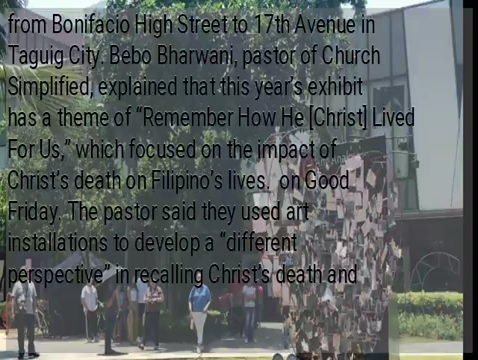 from Bonifacio High Street to 17th Avenue in
Taguig City. Bebo Bharwani, pastor of Church
Simplified, explained that this year's exhibit
has a theme of “Remember How He [Christ] Lived
For Us,” which focused on the impact of
Christ's death on Filipino's lives.  on Good
Friday.  The pastor said they used art
installations to develop a “different
perspective” in recalling Christ's death and